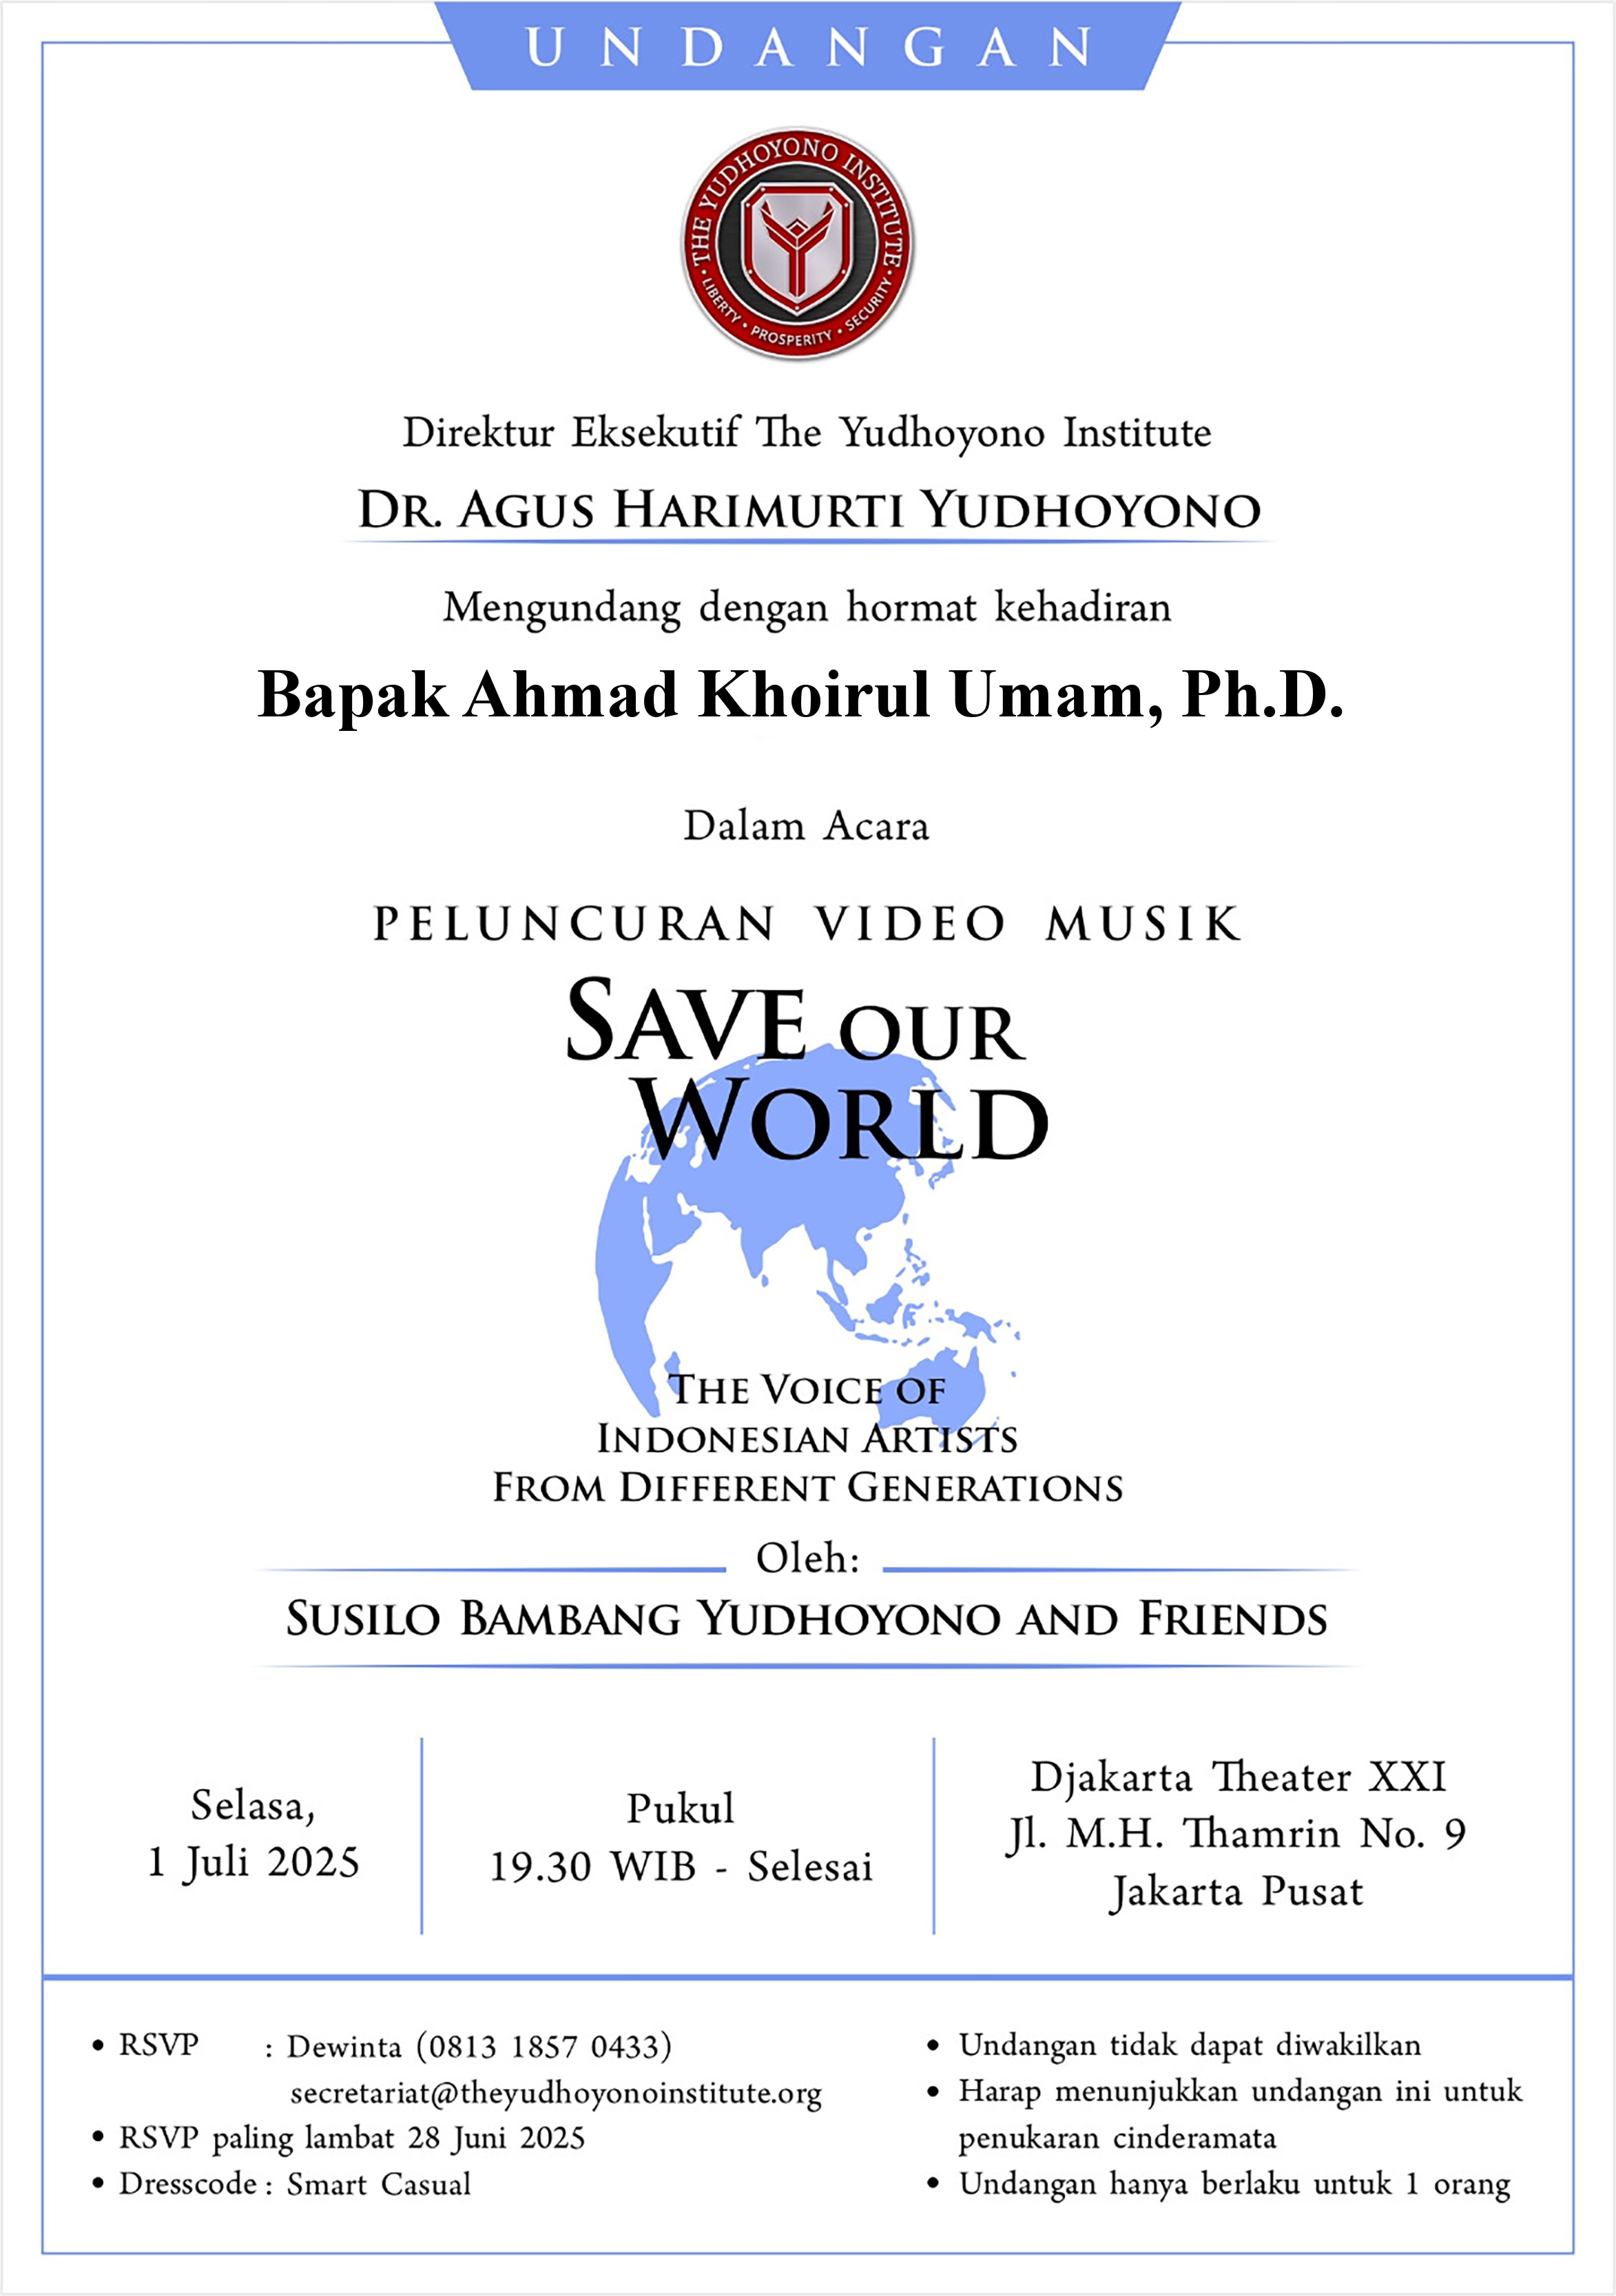 UNDANGAN
THE YUDHOYONO INSTITUTE
LIBERTY • PROSPERITY • SECURITY
Direktur Eksekutif The Yudhoyono Institute
DR. AGUS HARIMURTI YUDHOYONO
Mengundang dengan hormat kehadiran
Bapak Ahmad Khoirul Umam, Ph.D.
Dalam Acara
PELUNCURAN VIDEO MUSIK
SAVE OUR
WORLD
THE VOICE OF
INDONESIAN ARTISTS
FROM DIFFERENT GENERATIONS
Oleh:
SUSILO BAMBANG YUDHOYONO AND FRIENDS
Selasa,
1 Juli 2025
Pukul
19.30 WIB - Selesai
Djakarta Theater XXI
Jl. M.H. Thamrin No. 9
Jakarta Pusat
• RSVP : Dewinta (0813 1857 0433)
secretariat@theyudhoyonoinstitute.org
• RSVP paling lambat 28 Juni 2025
• Dresscode : Smart Casual
• Undangan tidak dapat diwakilkan
• Harap menunjukkan undangan ini untuk
penukaran cinderamata
• Undangan hanya berlaku untuk 1 orang